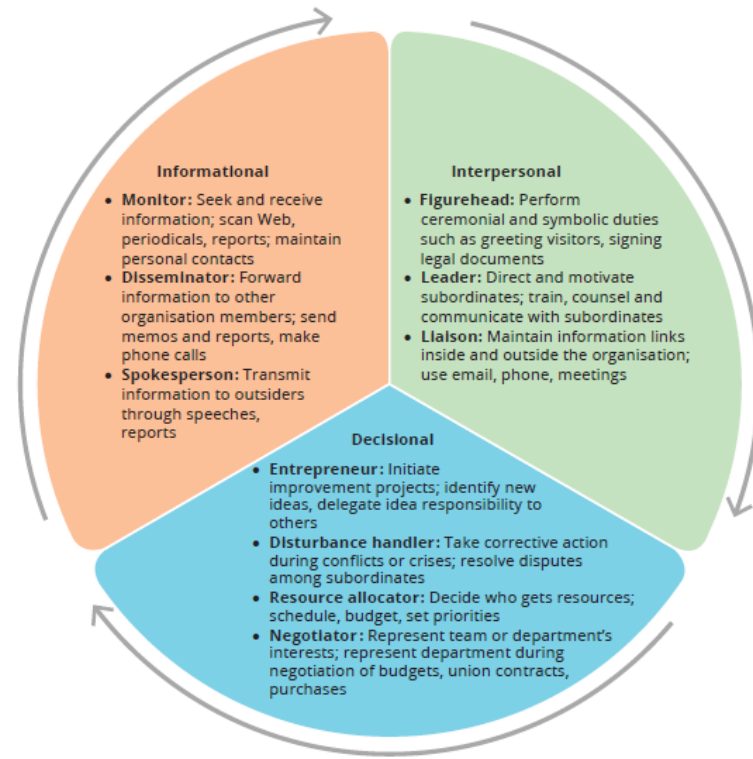 Informational
• Monitor: Seek and receive
information; scan Web,
periodicals, reports; maintain
personal contacts
• Disseminator: Forward
information to other
organisation members; send
memos and reports, make
phone calls
• Spokesperson: Transmit
information to outsiders
through speeches,
reports
Interpersonal
• Figurehead: Perform
ceremonial and symbolic duties
such as greeting visitors, signing
legal documents
• Leader: Direct and motivate
subordinates; train, counsel and
communicate with subordinates
• Liaison: Maintain information links
inside and outside the organisation;
use email, phone, meetings
Decisional
• Entrepreneur: Initiate
improvement projects; identify new
ideas, delegate idea responsibility to
others
• Disturbance handler: Take corrective action
during conflicts or crises; resolve disputes
among subordinates
• Resource allocator: Decide who gets resources;
schedule, budget, set priorities
• Negotiator: Represent team or department’s
interests; represent department during
negotiation of budgets, union contracts,
purchases